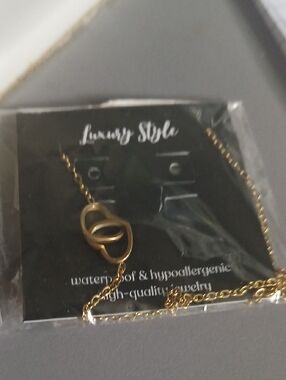 Luxury Style
waterproof & hypoallergenic
high-quality jewelry